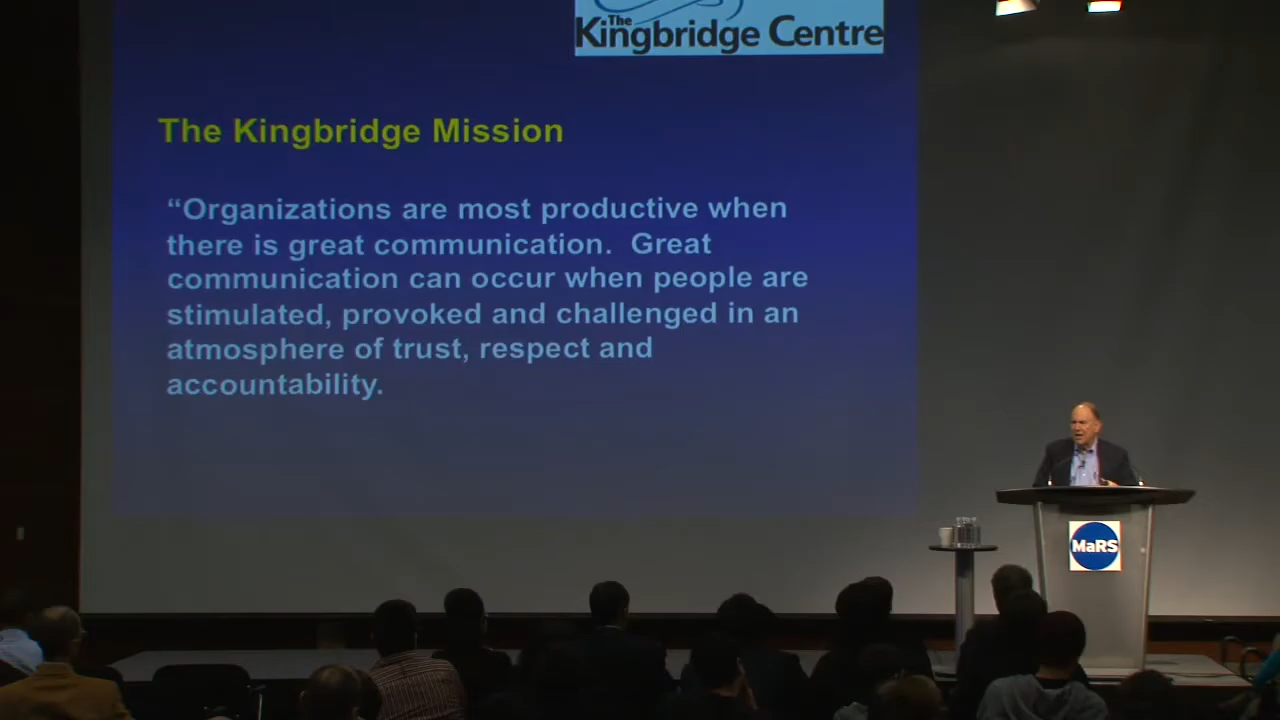 The
Kingbridge Centre
The Kingbridge Mission
“Organizations are most productive when
there is great communication.  Great
communication can occur when people are
stimulated, provoked and challenged in an
atmosphere of trust, respect and
accountability.
MaRS